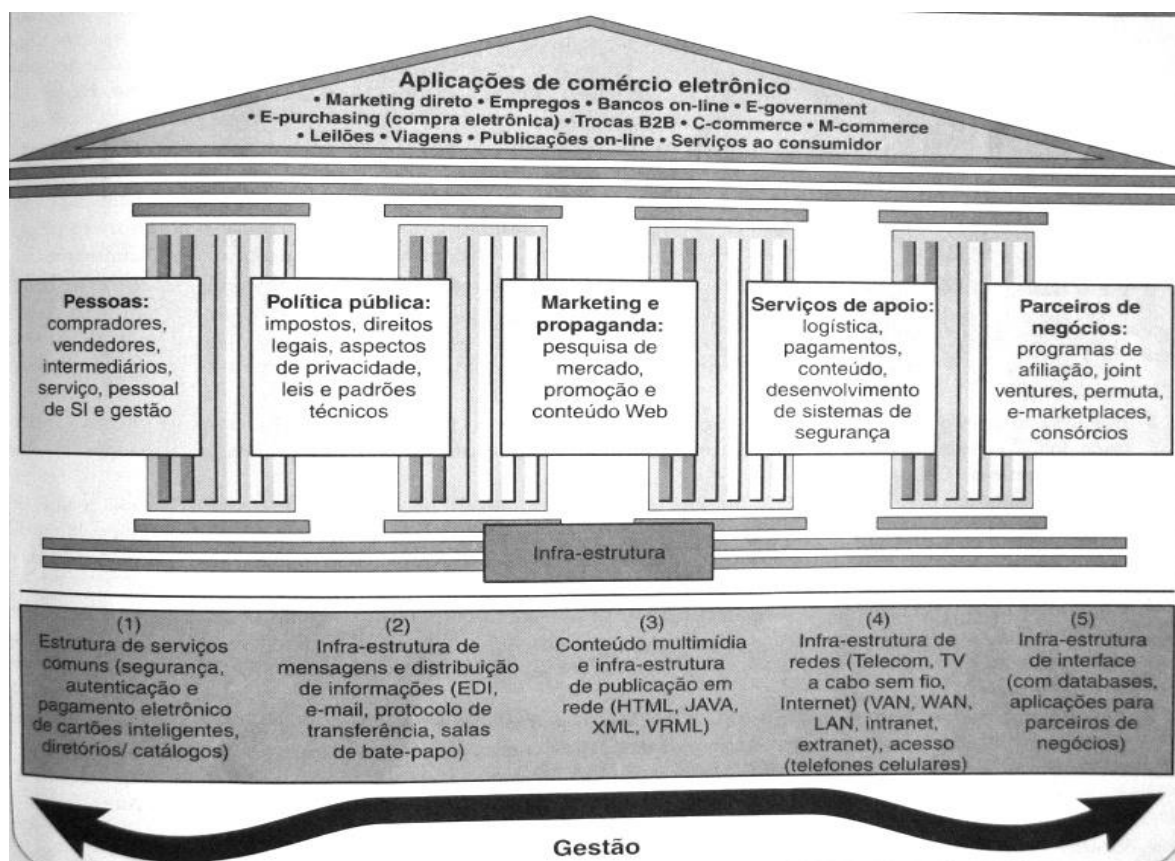 Aplicações de comércio eletrônico
• Marketing direto • Empregos • Bancos on-line • E-government
• E-purchasing (compra eletrônica) • Trocas B2B • C-commerce • M-commerce
• Leilões • Viagens • Publicações on-line • Serviços ao consumidor
Pessoas:
compradores,
vendedores,
intermediários,
serviço, pessoal
de SI e gestão
Política pública:
impostos, direitos
legais, aspectos
de privacidade,
leis e padrões
técnicos
Marketing e
propaganda:
pesquisa de
mercado,
promoção e
conteúdo Web
Serviços de apoio:
logística,
pagamentos,
conteúdo,
desenvolvimento
de sistemas de
segurança
Parceiros de
negócios:
programas de
afiliação, joint
ventures, permuta,
e-marketplaces,
consórcios
Infra-estrutura
(1)
Estrutura de serviços
comuns (segurança,
autenticação e
pagamento eletrônico
de cartões inteligentes,
diretórios/ catálogos)
(2)
Infra-estrutura de
mensagens e distribuição
de informações (EDI,
e-mail, protocolo de
transferência, salas
de bate-papo)
(3)
Conteúdo multimídia
e infra-estrutura
de publicação em
rede (HTML, JAVA,
XML, VRML)
(4)
Infra-estrutura de
redes (Telecom, TV
a cabo sem fio,
Internet) (VAN, WAN,
LAN, intranet,
extranet), acesso
(telefones celulares)
(5)
Infra-estrutura
de interface
(com databases,
aplicações para
parceiros de
negócios)
Gestão